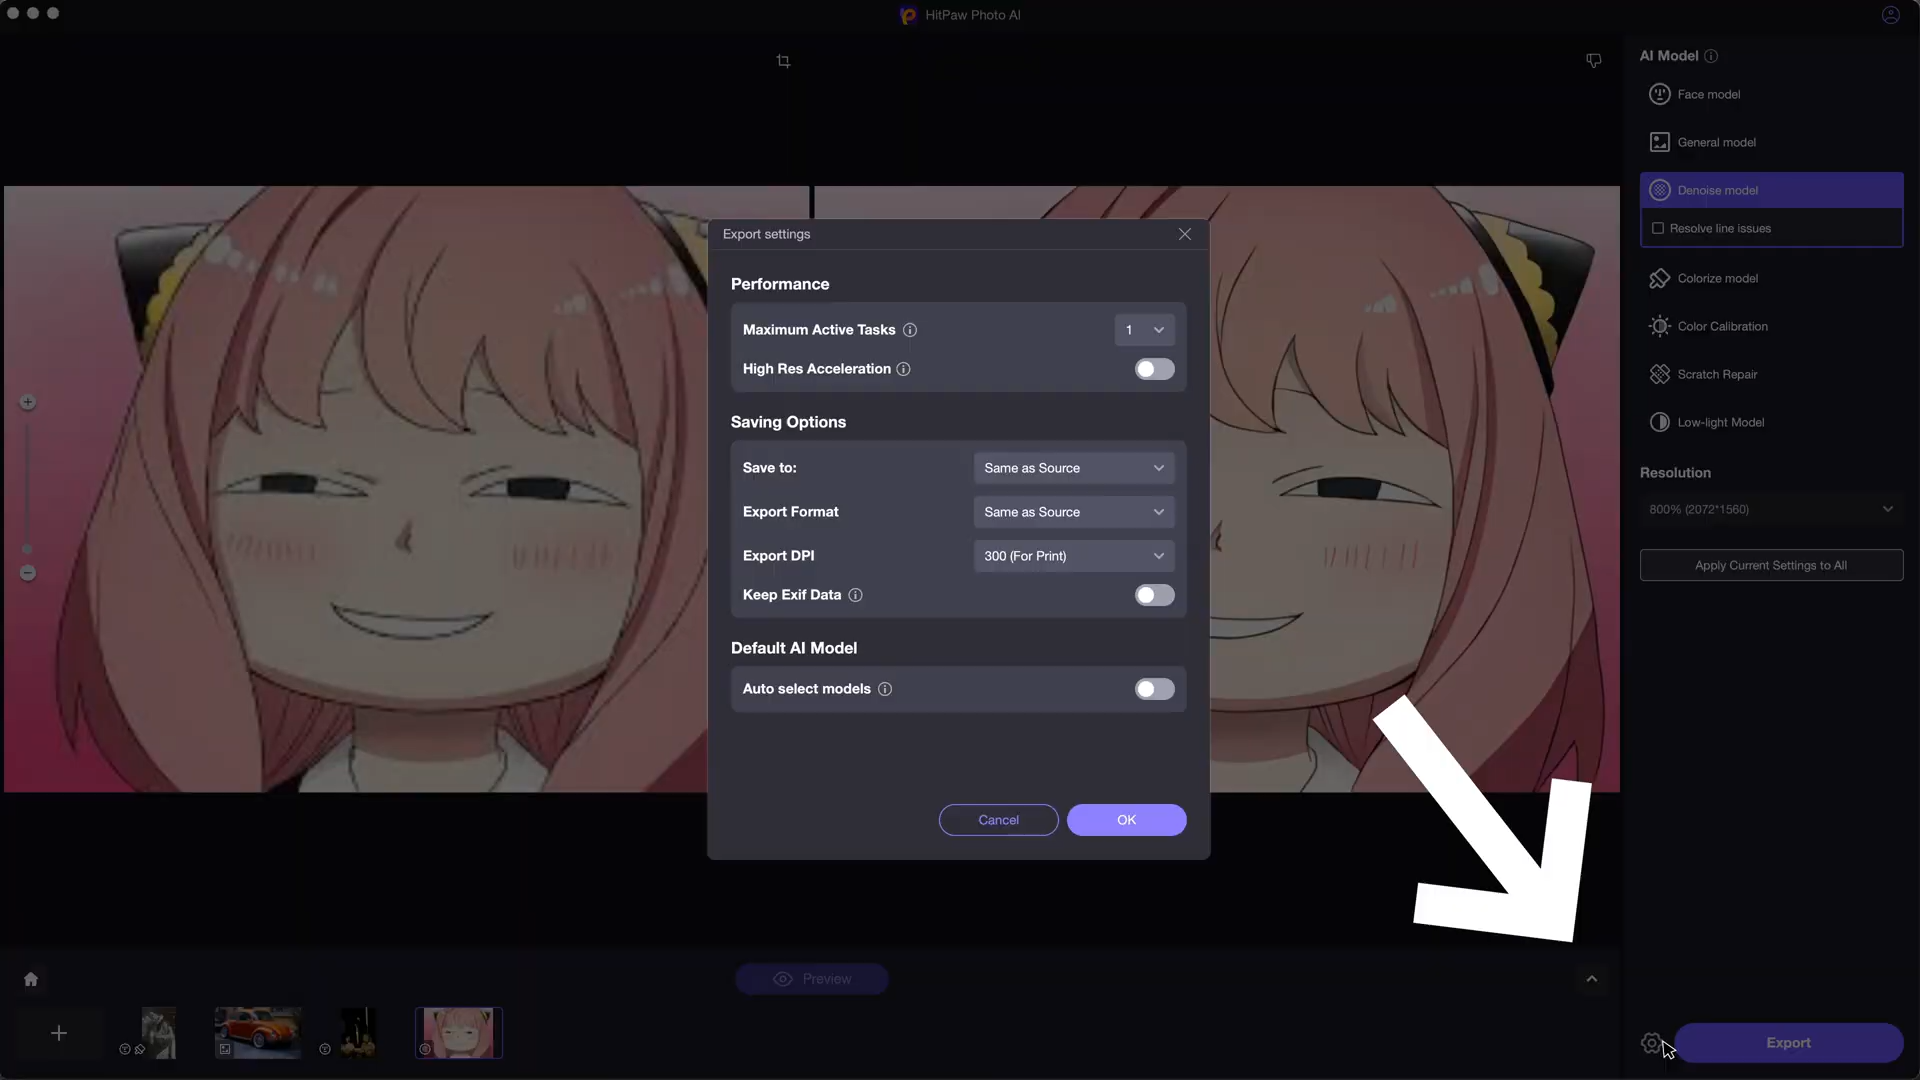 HitPaw Photo AI
AI Model
Face model
General model
Denoise model
Resolve line issues
Colorize model
Color Calibration
Scratch Repair
Low-light Model
Resolution
800% (2072*1560)
Apply Current Settings to All
Export settings
Performance
Maximum Active Tasks 1
High Res Acceleration
Saving Options
Save to: Same as Source
Export Format Same as Source
Export DPI 300 (For Print)
Keep Exif Data
Default AI Model
Auto select models
Cancel OK
Preview
Export